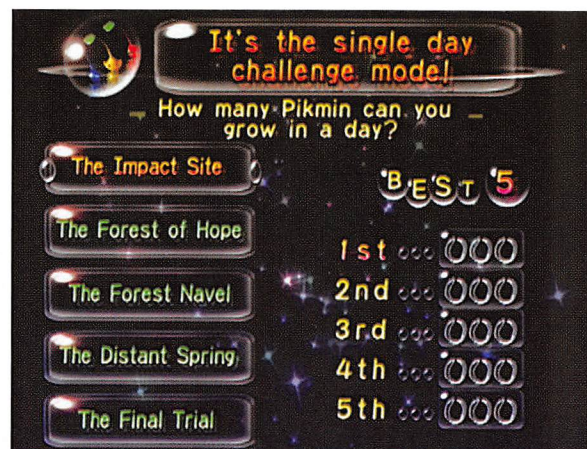 It's the single day
challenge mode!
How many Pikmin can you
grow in a day?
The Impact Site
The Forest of Hope
The Forest Navel
The Distant Spring
The Final Trial
BEST 5
1st ... 000
2nd ... 000
3rd ... 000
4th ... 000
5th ... 000